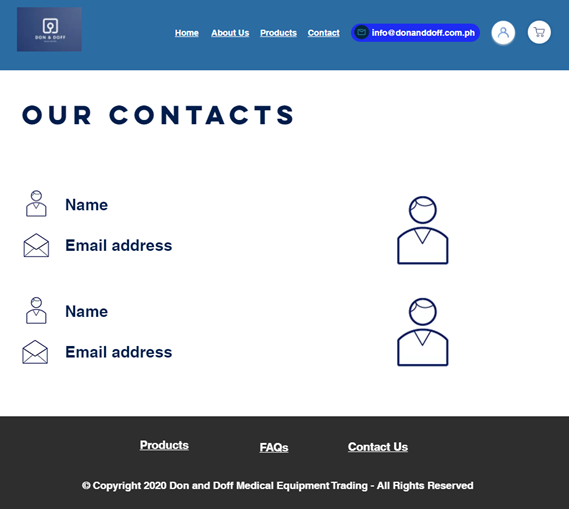 DON & DOFF
Home About Us Products Contact info@donanddoff.com.ph
OUR CONTACTS
Name
Email address
Name
Email address
Products FAQs Contact Us
© Copyright 2020 Don and Doff Medical Equipment Trading - All Rights Reserved